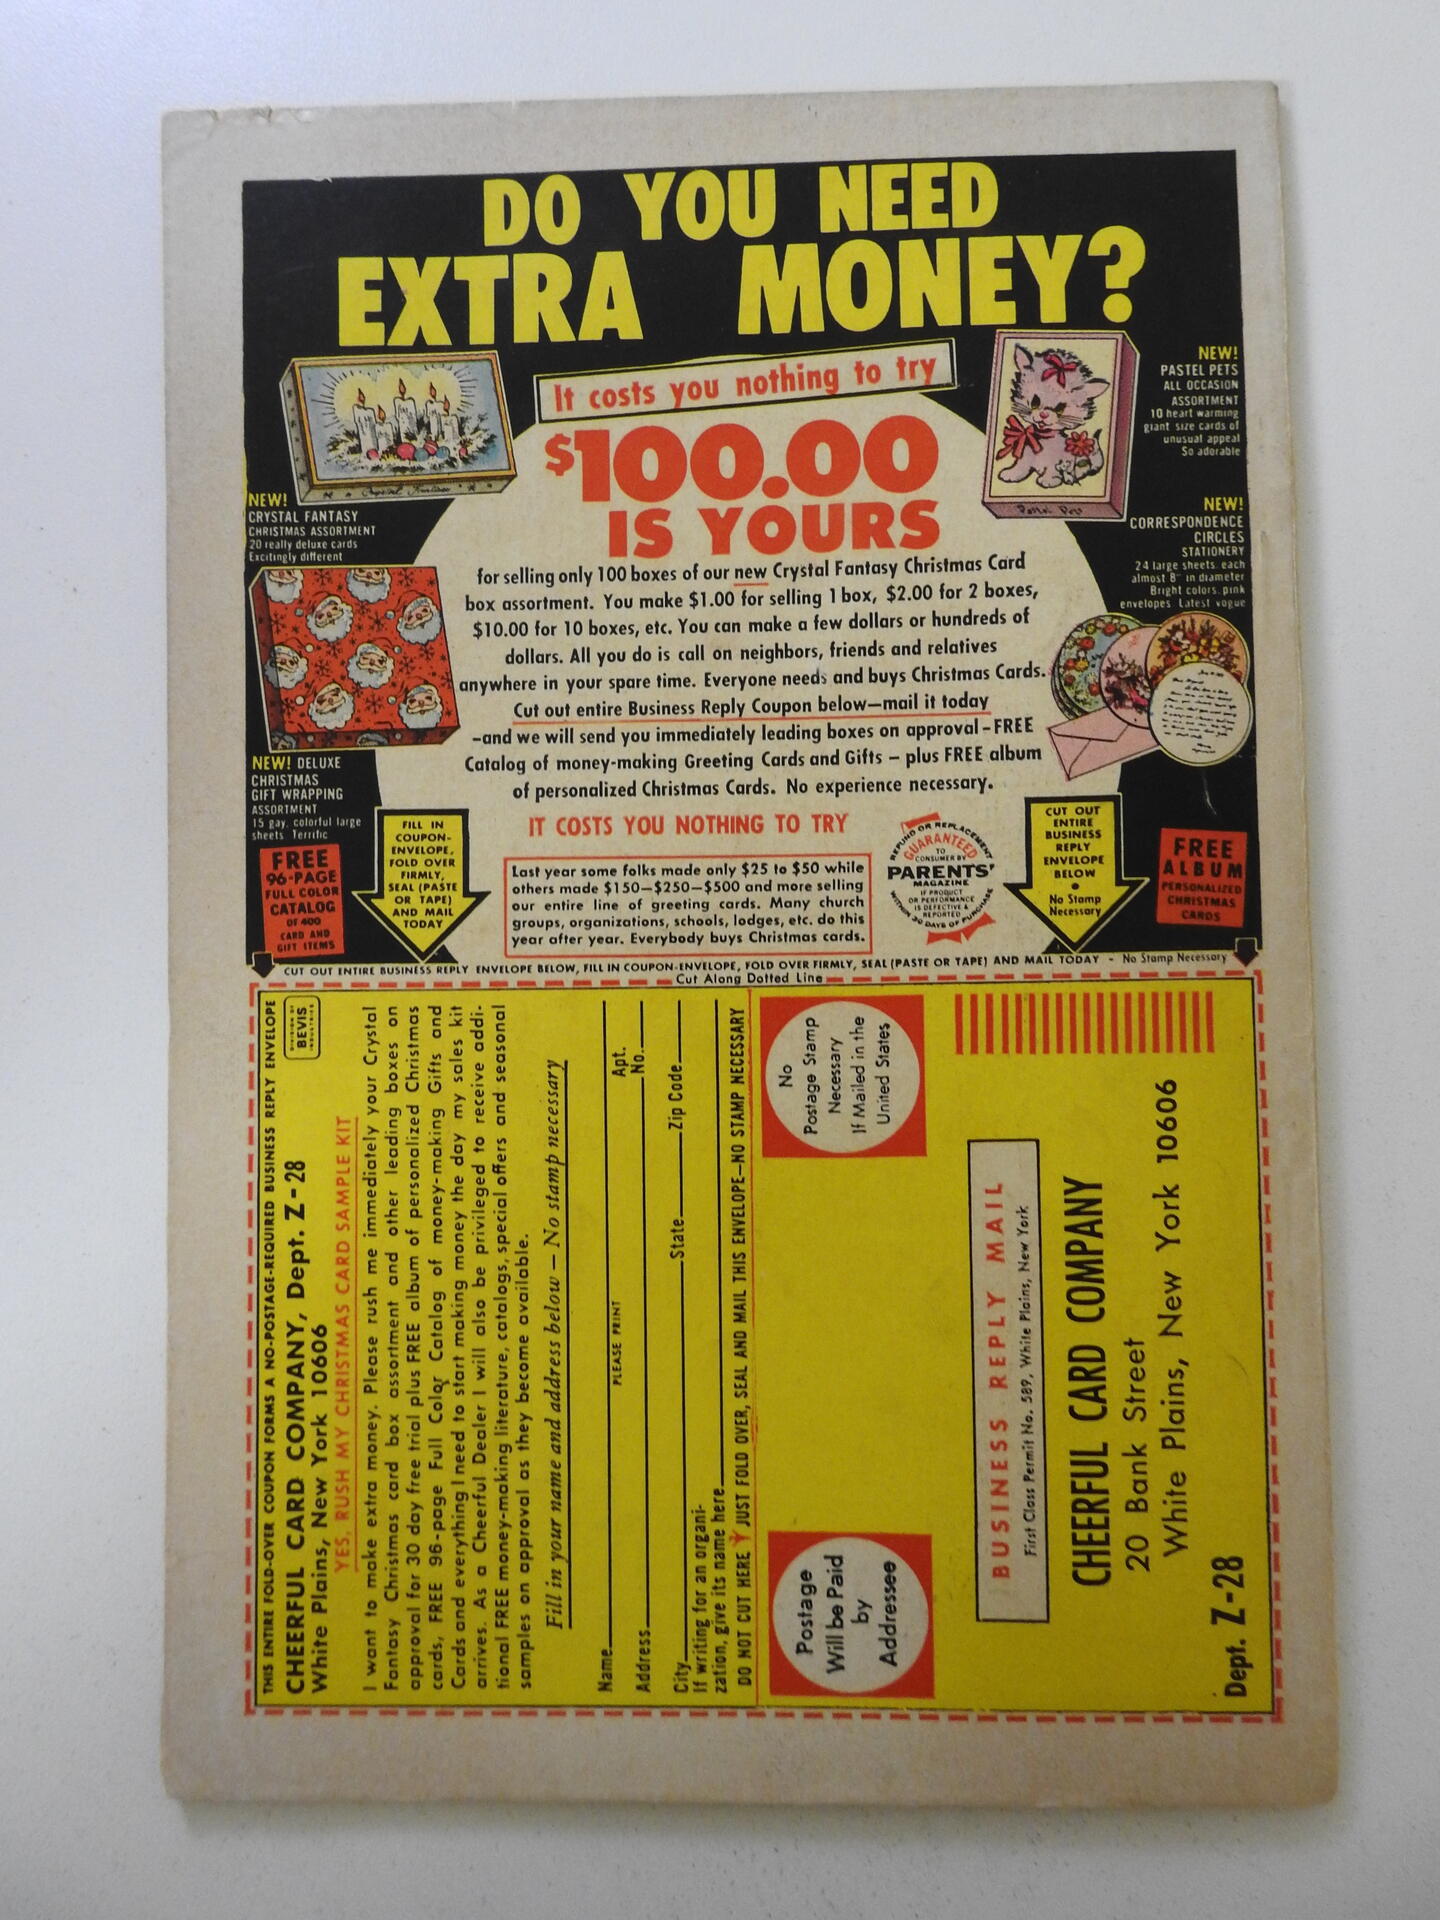 DO YOU NEED
EXTRA MONEY?
It costs you nothing to try
$100.00
IS YOURS
for selling only 100 boxes of our new Crystal Fantasy Christmas Card
box assortment. You make $1.00 for selling 1 box, $2.00 for 2 boxes,
$10.00 for 10 boxes, etc. You can make a few dollars or hundreds of
dollars. All you do is call on neighbors, friends and relatives
anywhere in your spare time. Everyone needs and buys Christmas Cards.
Cut out entire Business Reply Coupon below—mail it today
-and we will send you immediately leading boxes on approval-FREE
Catalog of money-making Greeting Cards and Gifts - plus FREE album
of personalized Christmas Cards. No experience necessary.
IT COSTS YOU NOTHING TO TRY
Last year some folks made only $25 to $50 while
others made $150—$250—$500 and more selling
our entire line of greeting cards. Many church
groups, organizations, schools, lodges, etc. do this
year after year. Everybody buys Christmas cards.
Crystal Fantasy
NEW!
CRYSTAL FANTASY
CHRISTMAS ASSORTMENT
20 really deluxe cards
Excitingly different
NEW! DELUXE
CHRISTMAS
GIFT WRAPPING
ASSORTMENT
15 gay, colorful large
sheets Terrific
FREE
96-PAGE
FULL COLOR
CATALOG
OF 400
CARD AND
GIFT ITEMS
FILL IN
COUPON-
ENVELOPE,
FOLD OVER
FIRMLY,
SEAL (PASTE
OR TAPE)
AND MAIL
TODAY
Pastel Pets
NEW!
PASTEL PETS
ALL OCCASION
ASSORTMENT
10 heart warming
giant size cards of
unusual appeal
So adorable
NEW!
CORRESPONDENCE
CIRCLES
STATIONERY
24 large sheets, each
almost 8" in diameter
Bright colors, pink
envelopes Latest vogue
REFUND OR REPLACEMENT
GUARANTEED
TO
CONSUMER BY
PARENTS'
MAGAZINE
IF PRODUCT
OR PERFORMANCE
IS DEFECTIVE &
REPORTED
WITHIN 30 DAYS OF PURCHASE
CUT OUT
ENTIRE
BUSINESS
REPLY
ENVELOPE
BELOW
No Stamp
Necessary
FREE
ALBUM
PERSONALIZED
CHRISTMAS
CARDS
CUT OUT ENTIRE BUSINESS REPLY ENVELOPE BELOW, FILL IN COUPON-ENVELOPE, FOLD OVER FIRMLY, SEAL (PASTE OR TAPE) AND MAIL TODAY - No Stamp Necessary
Cut Along Dotted Line
THIS ENTIRE FOLD-OVER COUPON FORMS A NO-POSTAGE-REQUIRED BUSINESS REPLY ENVELOPE
CHEERFUL CARD COMPANY, Dept. Z-28
White Plains, New York 10606
DIVISION OF
BEVIS
INDUSTRIES
YES, RUSH MY CHRISTMAS CARD SAMPLE KIT
I want to make extra money. Please rush me immediately your Crystal
Fantasy Christmas card box assortment and other leading boxes on
approval for 30 day free trial plus FREE album of personalized Christmas
cards, FREE 96-page Full Color Catalog of money-making Gifts and
Cards and everything I need to start making money the day my sales kit
arrives. As a Cheerful Dealer I will also be privileged to receive addi-
tional FREE money-making literature, catalogs, special offers and seasonal
samples on approval as they become available.
Fill in your name and address below — No stamp necessary
Name
PLEASE PRINT
Apt.
Address No.
City State Zip Code
If writing for an organi-
zation, give its name here
DO NOT CUT HERE JUST FOLD OVER, SEAL AND MAIL THIS ENVELOPE—NO STAMP NECESSARY
Postage
Will be Paid
by
Addressee
No
Postage Stamp
Necessary
If Mailed in the
United States
BUSINESS REPLY MAIL
First Class Permit No. 589, White Plains, New York
CHEERFUL CARD COMPANY
20 Bank Street
White Plains, New York 10606
Dept. Z-28